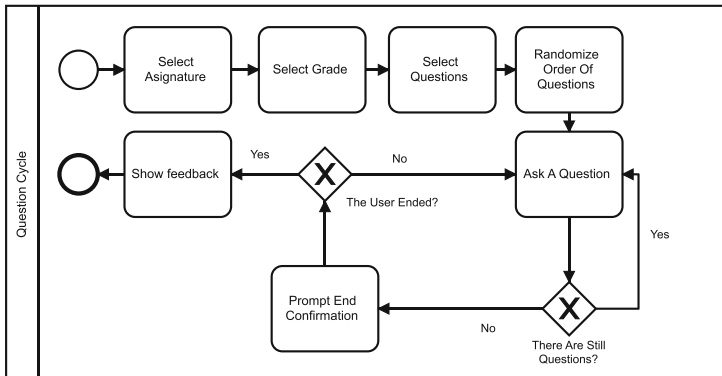 Question Cycle
Select
Asignature
Select Grade
Select
Questions
Randomize
Order Of
Questions
Show feedback
Yes
No
The User Ended?
Ask A Question
Yes
Prompt End
Confirmation
No
There Are Still
Questions?